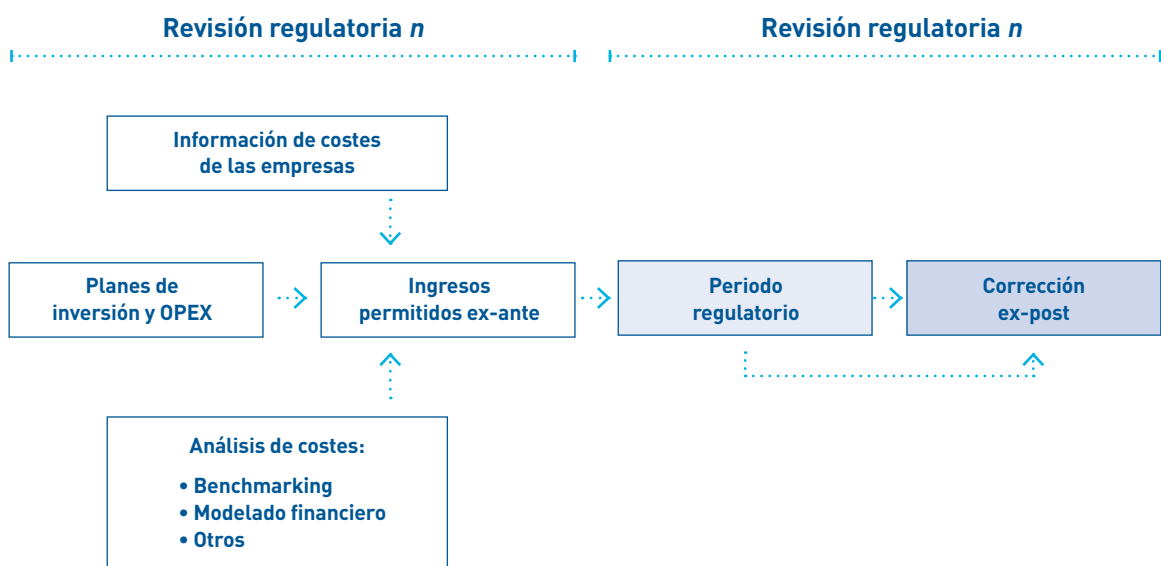 Revisión regulatoria n
Revisión regulatoria n
Información de costes
de las empresas
Planes de
inversión y OPEX
Ingresos
permitidos ex-ante
Periodo
regulatorio
Corrección
ex-post
Análisis de costes:
• Benchmarking
• Modelado financiero
• Otros